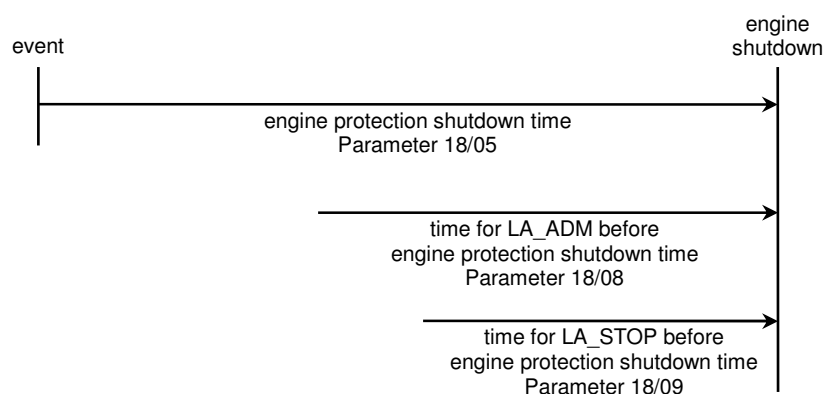 event
engine
shutdown
engine protection shutdown time
Parameter 18/05
time for LA_ADM before
engine protection shutdown time
Parameter 18/08
time for LA_STOP before
engine protection shutdown time
Parameter 18/09